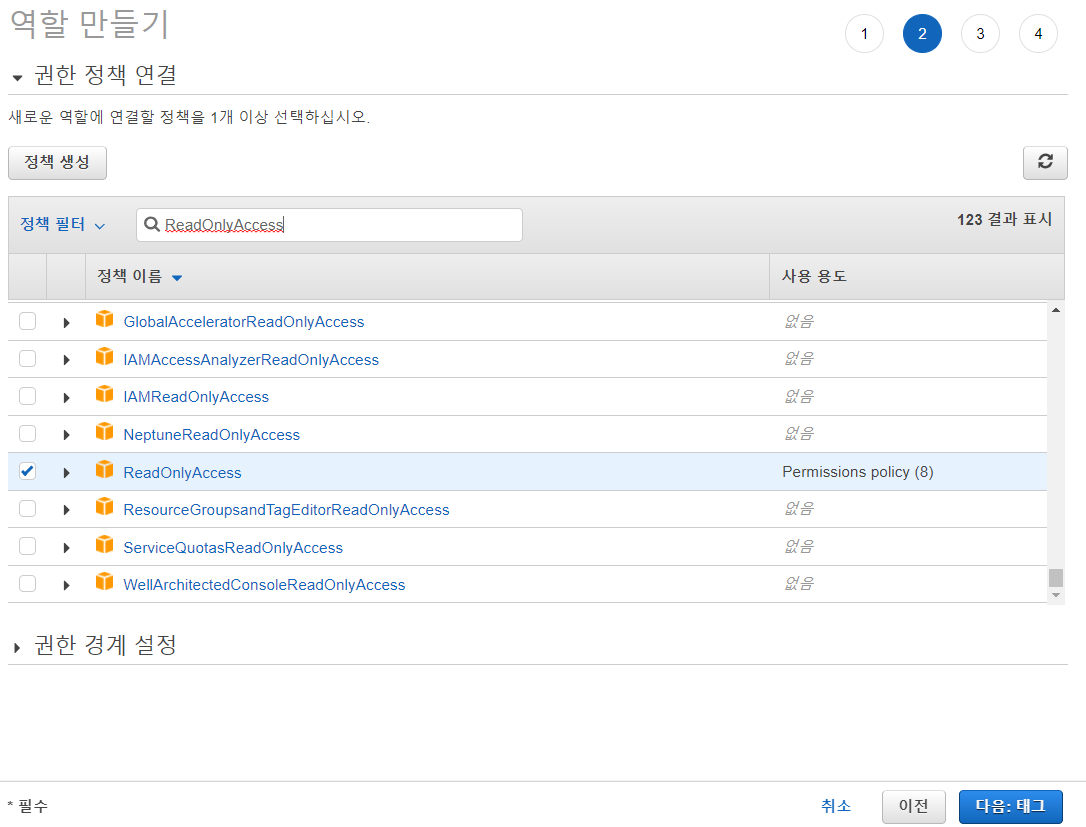 역할 만들기
1 2 3 4
권한 정책 연결
새로운 역할에 연결할 정책을 1개 이상 선택하십시오.
정책 생성
정책 필터 ReadOnlyAccess 123 결과 표시
정책 이름 사용 용도
GlobalAcceleratorReadOnlyAccess 없음
IAMAccessAnalyzerReadOnlyAccess 없음
IAMReadOnlyAccess 없음
NeptuneReadOnlyAccess 없음
ReadOnlyAccess Permissions policy (8)
ResourceGroupsandTagEditorReadOnlyAccess 없음
ServiceQuotasReadOnlyAccess 없음
WellArchitectedConsoleReadOnlyAccess 없음
권한 경계 설정
* 필수 취소 이전 다음: 태그